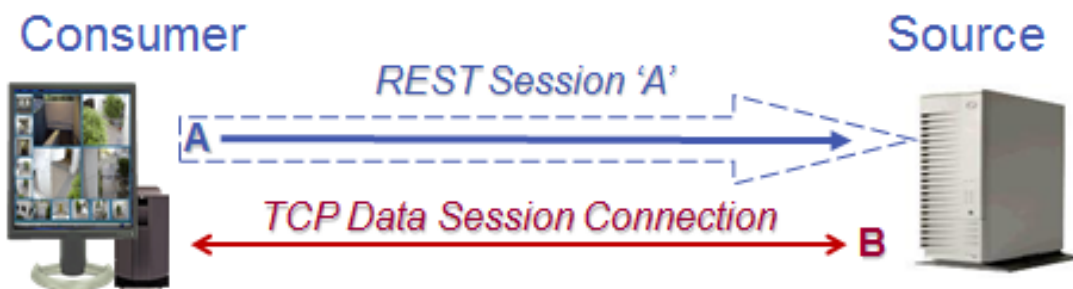 Consumer
Source
REST Session ‘A’
A
TCP Data Session Connection
B